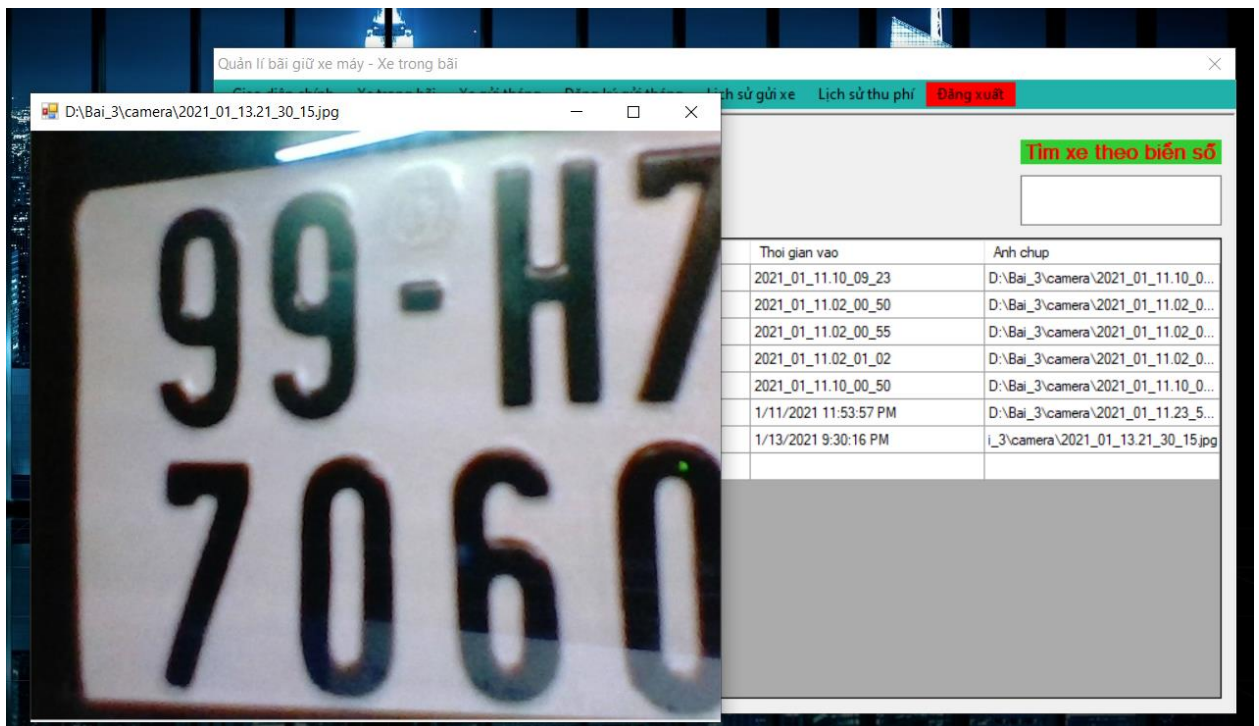 Quản lí bãi giữ xe máy - Xe trong bãi
Lịch sử gửi xe Lịch sử thu phí Đăng xuất
D:\Bai_3\camera\2021_01_13.21_30_15.jpg
99-H7
7060
Tìm xe theo biển số
Thoi gian vao Anh chup
2021_01_11.10_09_23 D:\Bai_3\camera\2021_01_11.10_0...
2021_01_11.02_00_50 D:\Bai_3\camera\2021_01_11.02_0...
2021_01_11.02_00_55 D:\Bai_3\camera\2021_01_11.02_0...
2021_01_11.02_01_02 D:\Bai_3\camera\2021_01_11.02_0...
2021_01_11.10_00_50 D:\Bai_3\camera\2021_01_11.10_0...
1/11/2021 11:53:57 PM D:\Bai_3\camera\2021_01_11.23_5...
1/13/2021 9:30:16 PM i_3\camera\2021_01_13.21_30_15.jpg